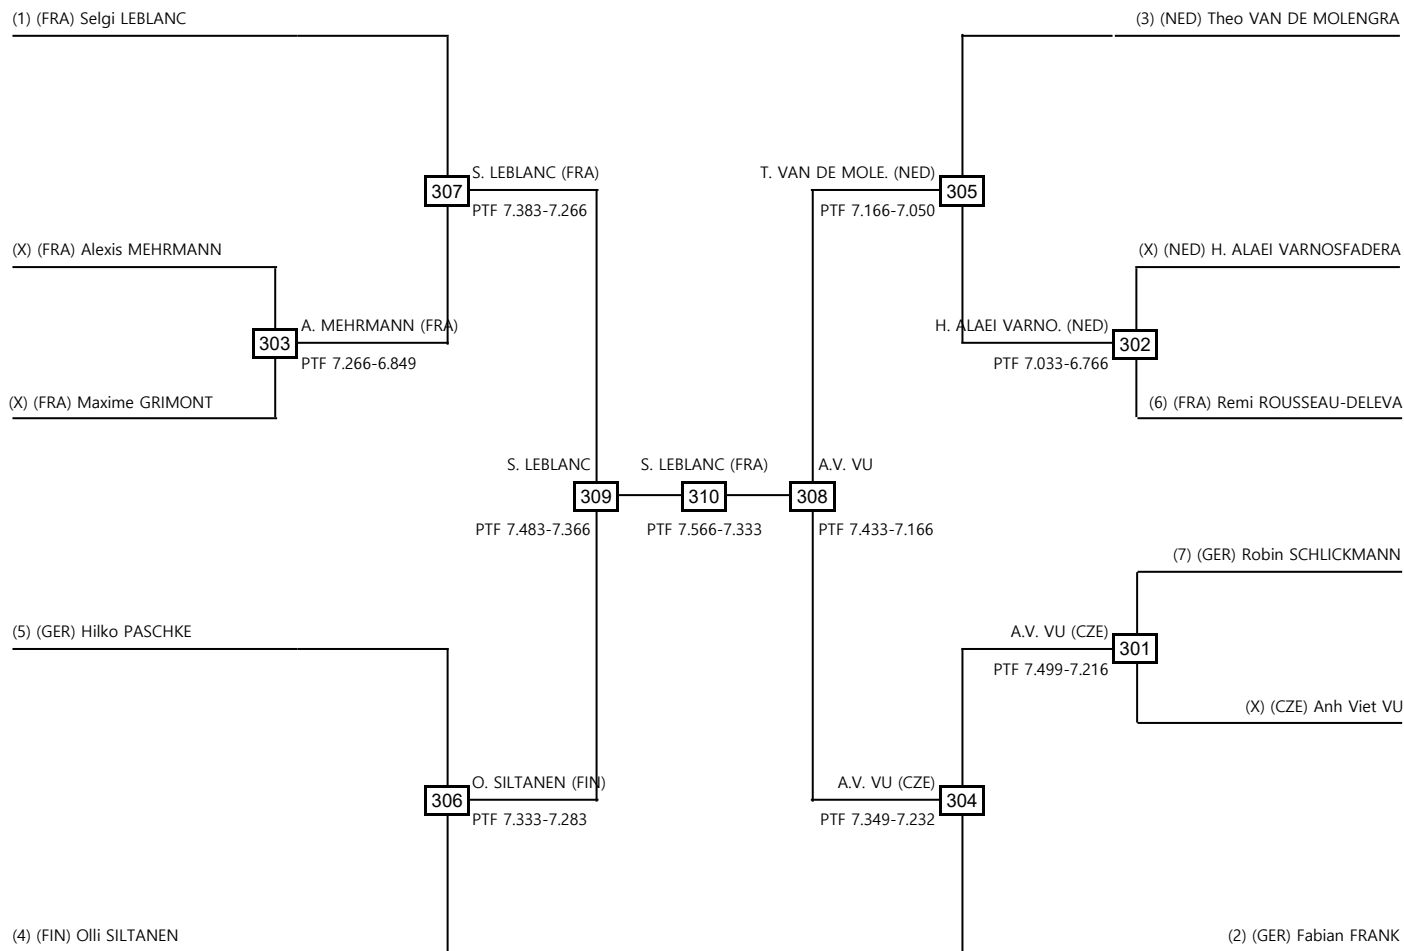 (1) (FRA) Selgi LEBLANC
(3) (NED) Theo VAN DE MOLENGRA
307
S. LEBLANC (FRA)
PTF 7.383-7.266
T. VAN DE MOLE. (NED)
305
PTF 7.166-7.050
(X) (FRA) Alexis MEHRMANN
(X) (NED) H. ALAEI VARNOSFADERA
303
A. MEHRMANN (FRA)
PTF 7.266-6.849
H. ALAEI VARNO. (NED)
302
PTF 7.033-6.766
(X) (FRA) Maxime GRIMONT
(6) (FRA) Remi ROUSSEAU-DELEVA
S. LEBLANC
309
PTF 7.483-7.366
S. LEBLANC (FRA)
310
PTF 7.566-7.333
A.V. VU
308
PTF 7.433-7.166
(7) (GER) Robin SCHLICKMANN
(5) (GER) Hilko PASCHKE
A.V. VU (CZE)
301
PTF 7.499-7.216
(X) (CZE) Anh Viet VU
306
O. SILTANEN (FIN)
PTF 7.333-7.283
A.V. VU (CZE)
304
PTF 7.349-7.232
(4) (FIN) Olli SILTANEN
(2) (GER) Fabian FRANK